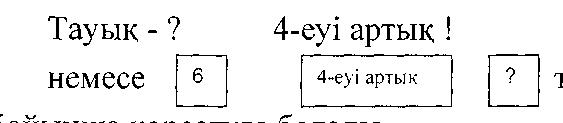 Тауық - ? 4-еуі артық !
немесе 6 4-еуі артық ? т